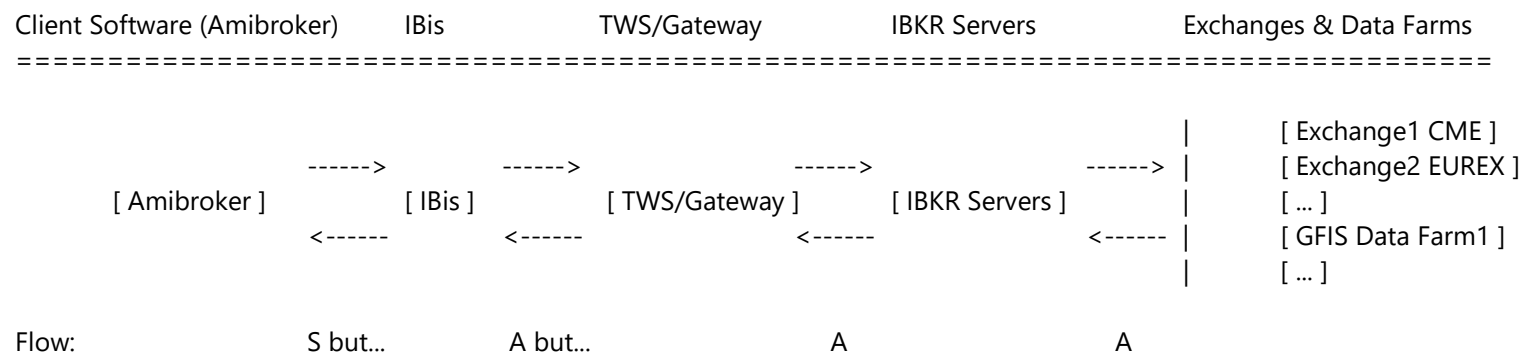 Client Software (Amibroker) IBis TWS/Gateway IBKR Servers Exchanges & Data Farms
==================================================================================
| [ Exchange1 CME ]
------> ------> ------> ------> | [ Exchange2 EUREX ]
[ Amibroker ] [ IBis ] [ TWS/Gateway ] [ IBKR Servers ] | [ ... ]
<------ <------ <------ <------ | [ GFIS Data Farm1 ]
| [ ... ]
Flow: S but... A but... A A